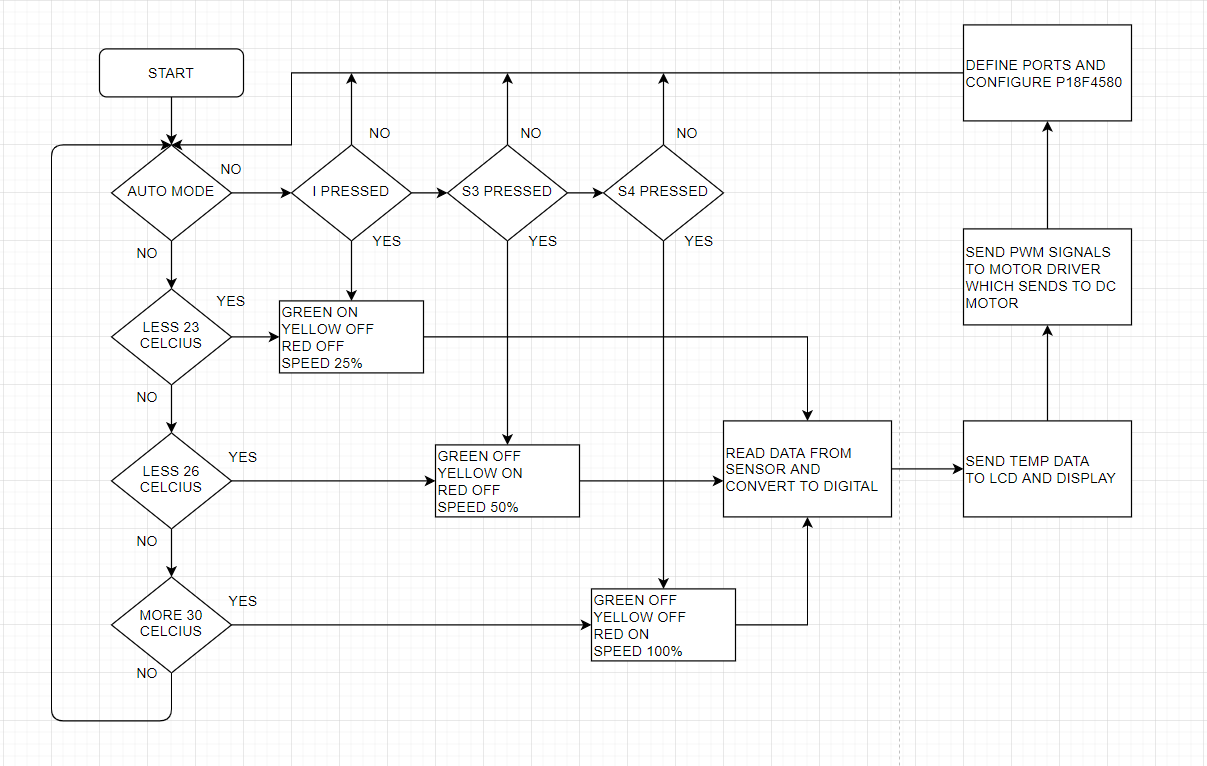 START
DEFINE PORTS AND
CONFIGURE P18F4580
NO
NO
NO
NO
AUTO MODE
I PRESSED
S3 PRESSED
S4 PRESSED
NO
YES
YES
YES
SEND PWM SIGNALS
TO MOTOR DRIVER
WHICH SENDS TO DC
MOTOR
YES
LESS 23
CELCIUS
GREEN ON
YELLOW OFF
RED OFF
SPEED 25%
NO
YES
LESS 26
CELCIUS
GREEN OFF
YELLOW ON
RED OFF
SPEED 50%
READ DATA FROM
SENSOR AND
CONVERT TO DIGITAL
SEND TEMP DATA
TO LCD AND DISPLAY
NO
YES
MORE 30
CELCIUS
GREEN OFF
YELLOW OFF
RED ON
SPEED 100%
NO